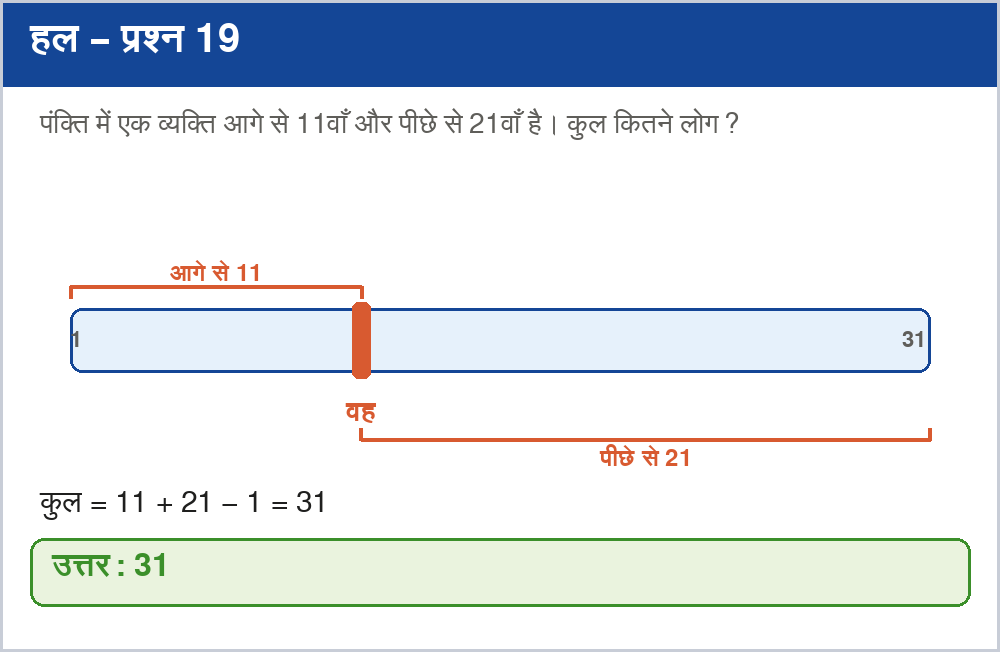 हल – प्रश्न 19
पंक्ति में एक व्यक्ति आगे से 11वाँ और पीछे से 21वाँ है। कुल कितने लोग ?
आगे से 11
1
31
वह
पीछे से 21
कुल = 11 + 21 – 1 = 31
उत्तर : 31